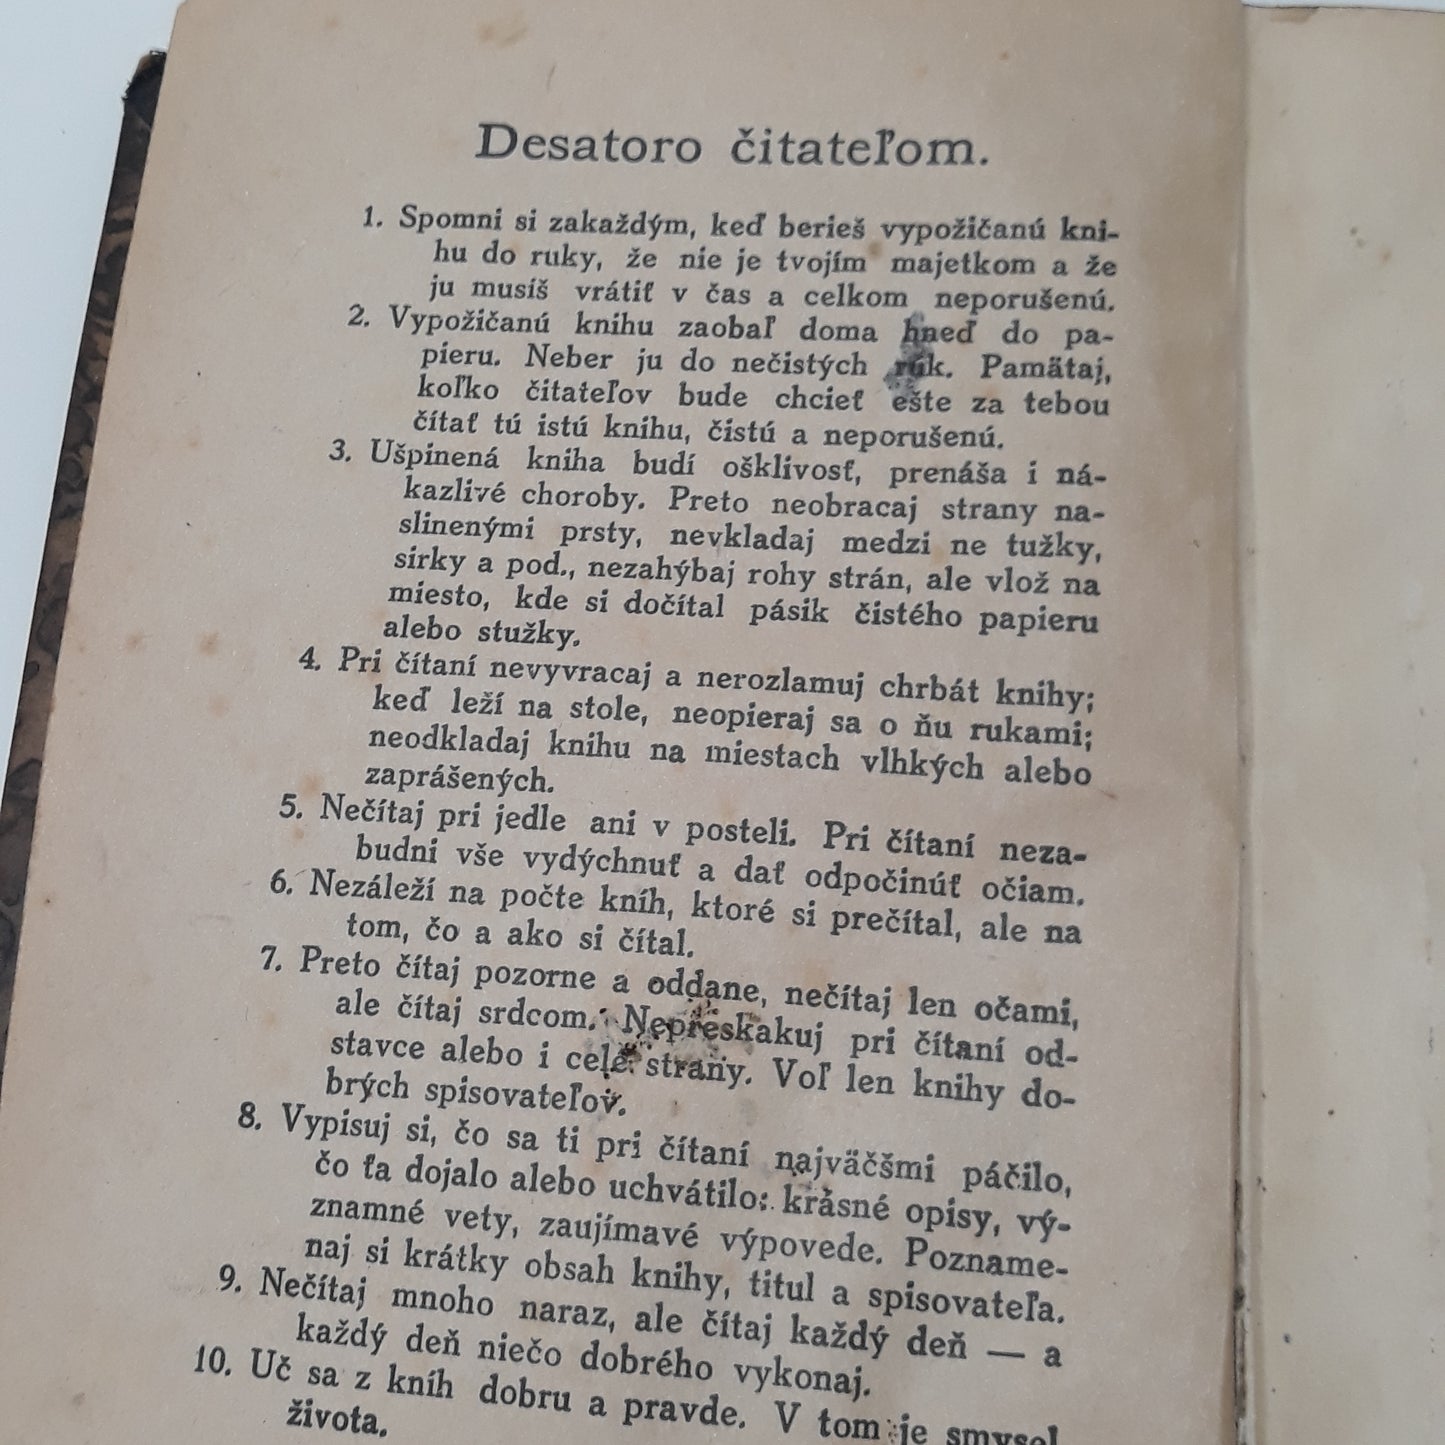 Desatoro čitateľom.
1. Spomni si zakaždým, keď berieš vypožičanú kni-
hu do ruky, že nie je tvojím majetkom a že
ju musíš vrátiť v čas a celkom neporušenú.
2. Vypožičanú knihu zaobaľ doma hneď do pa-
pieru. Neber ju do nečistých rúk. Pamätaj,
koľko čitateľov bude chcieť ešte za tebou
čítať tú istú knihu, čistú a neporušenú.
3. Ušpinená kniha budí ošklivosť, prenáša i ná-
kazlivé choroby. Preto neobracaj strany na-
slinenými prsty, nevkladaj medzi ne tužky,
sirky a pod., nezahýbaj rohy strán, ale vlož na
miesto, kde si dočítal pásik čistého papieru
alebo stužky.
4. Pri čítaní nevyvracaj a nerozlamuj chrbát knihy;
keď leží na stole, neopieraj sa o ňu rukami;
neodkladaj knihu na miestach vlhkých alebo
zaprášených.
5. Nečítaj pri jedle ani v posteli. Pri čítaní neza-
budni vše vydýchnuť a dať odpočinúť očiam.
6. Nezáleží na počte kníh, ktoré si prečítal, ale na
tom, čo a ako si čítal.
7. Preto čítaj pozorne a oddane, nečítaj len očami,
ale čítaj srdcom. Nepreskakuj pri čítaní od-
stavce alebo i celé strany. Voľ len knihy do-
brých spisovateľov.
8. Vypisuj si, čo sa ti pri čítaní najväčšmi páčilo,
čo ťa dojalo alebo uchvátilo: krásné opisy, vý-
znamné vety, zaujímavé výpovede. Pozname-
naj si krátky obsah knihy, titul a spisovateľa.
9. Nečítaj mnoho naraz, ale čítaj každý deň — a
každý deň niečo dobrého vykonaj.
10. Uč sa z kníh dobru a pravde. V tom je smysel
života.